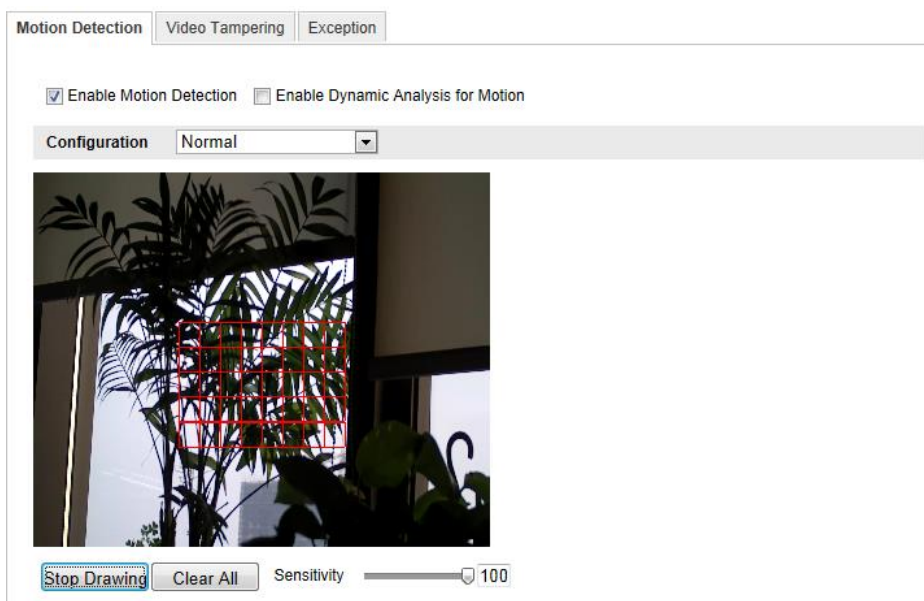 Motion Detection Video Tampering Exception
Enable Motion Detection Enable Dynamic Analysis for Motion
Configuration Normal
Stop Drawing Clear All Sensitivity 100